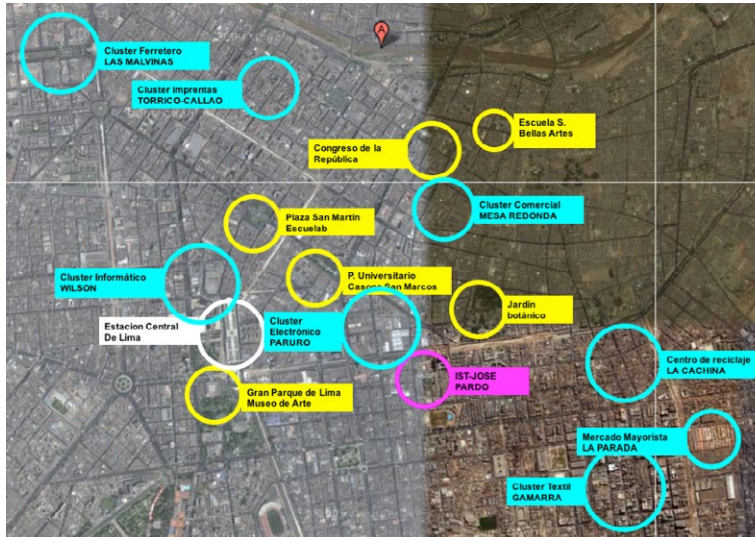 A
Cluster Ferretero
LAS MALVINAS
Cluster Imprentas
TORRICO-CALLAO
Escuela S.
Bellas Artes
Congreso de la
República
Cluster Comercial
MESA REDONDA
Plaza San Martín
Escuelab
P. Universitario
Casona San Marcos
Cluster Informático
WILSON
Jardín
botánico
Estacion Central
De Lima
Cluster
Electrónico
PARURO
Centro de reciclaje
LA CACHINA
IST-JOSE
PARDO
Gran Parque de Lima
Museo de Arte
Mercado Mayorista
LA PARADA
Cluster Textil
GAMARRA